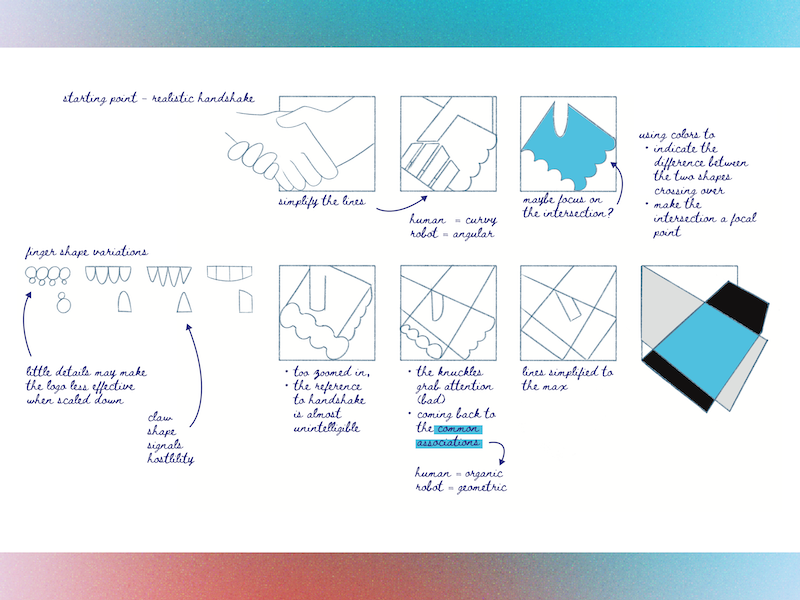 starting point - realistic handshake
simplify the lines
human = curvy
robot = angular
maybe focus on
the intersection?
using colors to
• indicate the
difference between
the two shapes
crossing over
• make the
intersection a focal
point
finger shape variations
little details may make
the logo less effective
when scaled down
claw
shape
signals
hostlility
• too zoomed in,
• the reference
to handshake
is almost
unintelligible
• the knuckles
grab attention
(bad)
• coming back to
the common
associations
human = organic
robot = geometric
lines simplified to
the max